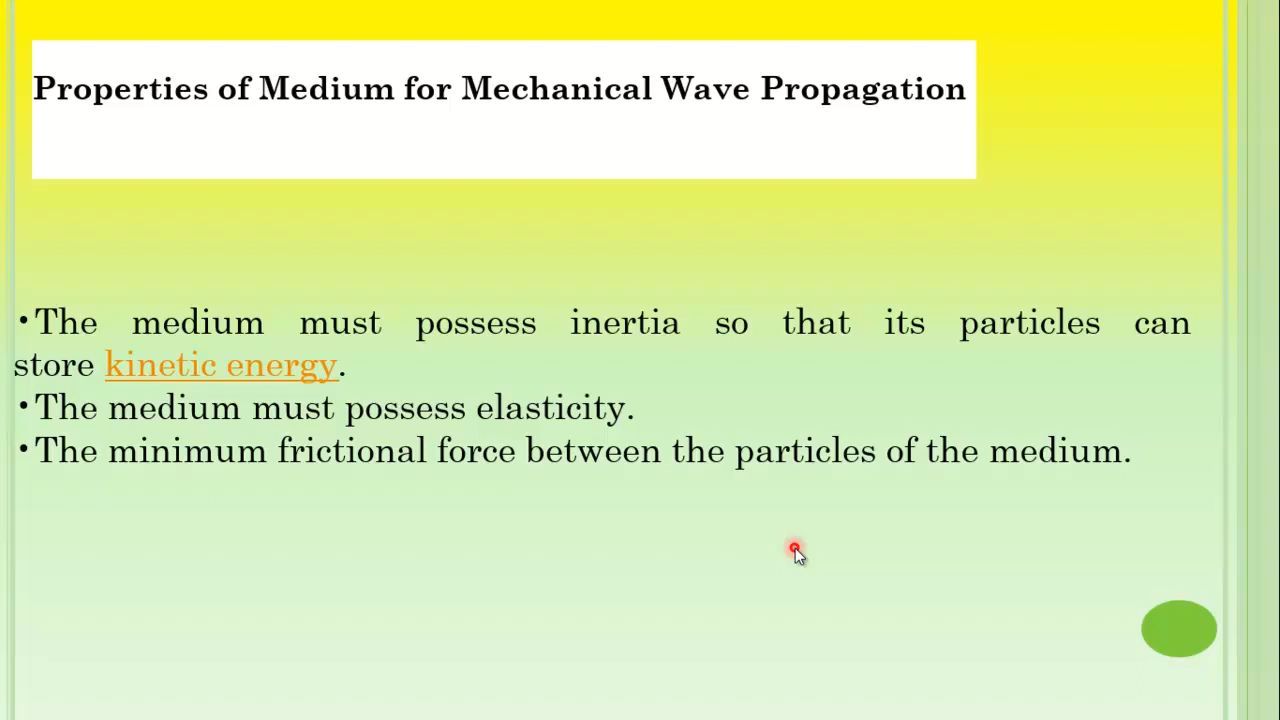 Properties of Medium for Mechanical Wave Propagation
•The medium must possess inertia so that its particles can
store kinetic energy.
•The medium must possess elasticity.
•The minimum frictional force between the particles of the medium.